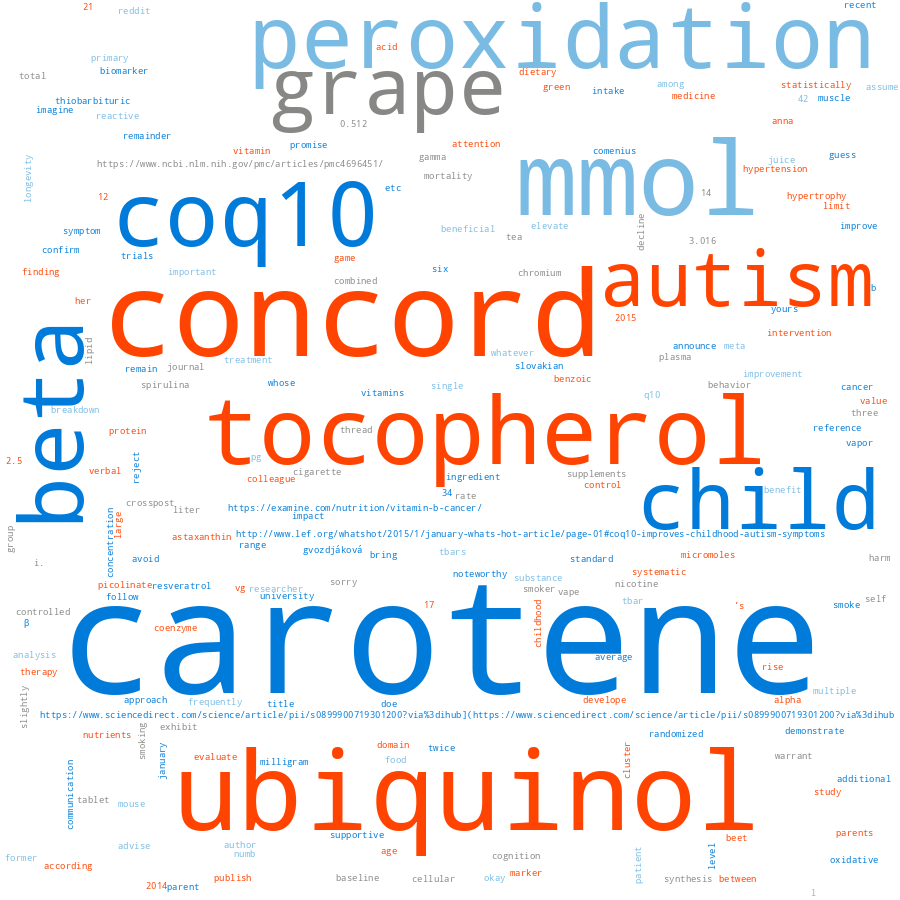 21
reddit
recent
peroxidation
acid
primary
biomarker
total
grape
dietary
green
intake
among
medicine
statistically
assume
42
muscle
thiobarbituric
imagine
reactive
0.512
anna
remainder
vitamin
promise
attention
comenius
mmol
guess
https://www.ncbi.nlm.nih.gov/pmc/articles/pmc4696451/
gamma
juice
hypertension
longevity
mortality
12
coq10
etc
14
hypertrophy
limit
symptom
beneficial
elevate
tea
decline
3.016
improve
confirm
trials
game
finding
important
combined
six
chromium
autism
b
her
concord
2015
yours
intervention
beta
lipid
remain
journal
treatment
whatever
slovakian
announce
meta
plasma
spirulina
whose
vitamins
single
benzoic
q10
behavior
improvement
cancer
value
breakdown
tocopherol
three
reference
protein
thread
vapor
2.5
verbal
reject
pg
colleague
cigarette
ingredient
supplements
control
child
benefit
34
rate
crossposst
liter
https://examine.com/nutrition/vitamin-b-cancer/
impact
group
concentration
large
astaxanthin
http://www.lef.org/whatshot/2015/1/january-whats-hot-article/page-01#coq10-improves-childhood-autism-symptoms
range
gvozdjáková
bring
tbars
standard
micromoles
harm
i.
avoid
picolinate
resveratrol
vg
researcher
sorry
noteworthy
substance
systematic
nicotine
follow
university
smoker
vape
self
controlled
carotene
17
childhood
tbar
's
smoke
β
coenzyme
analysis
average
therapy
rise
slightly
approach
frequently
title
doe
develope
alpha
multiple
https://www.sciencedirect.com/science/article/pii/s0899900719301200?via%3dihub](https://www.sciencedirect.com/science/article/pii/s0899900719301200?via%3dihub
nutrients
smoking
exhibit
randomized
demonstrate
january
evaluate
milligram
domain
food
twice
cluster
warrant
communication
ubiquinol
additional
study
tablet
mouse
supportive
beet
parents
advise
author
numb
age
former
according
cognition
patient
level
oxidative
2014
parent
publish
baseline
cellular
okay
marker
synthesis
between
1